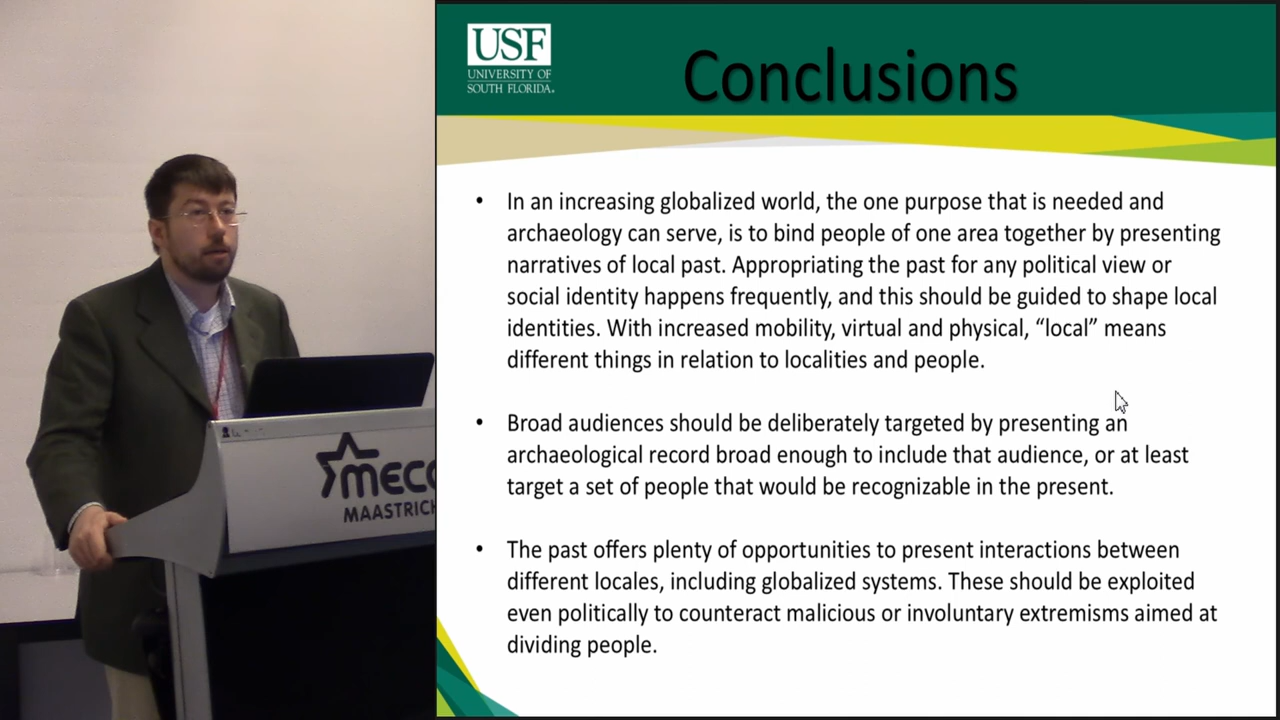 USF
UNIVERSITY OF
SOUTH FLORIDA.
Conclusions
• In an increasing globalized world, the one purpose that is needed and
archaeology can serve, is to bind people of one area together by presenting
narratives of local past. Appropriating the past for any political view or
social identity happens frequently, and this should be guided to shape local
identities. With increased mobility, virtual and physical, “local” means
different things in relation to localities and people.
• Broad audiences should be deliberately targeted by presenting an
archaeological record broad enough to include that audience, or at least
target a set of people that would be recognizable in the present.
• The past offers plenty of opportunities to present interactions between
different locales, including globalized systems. These should be exploited
even politically to counteract malicious or involuntary extremisms aimed at
dividing people.
mecc
MAASTRICH